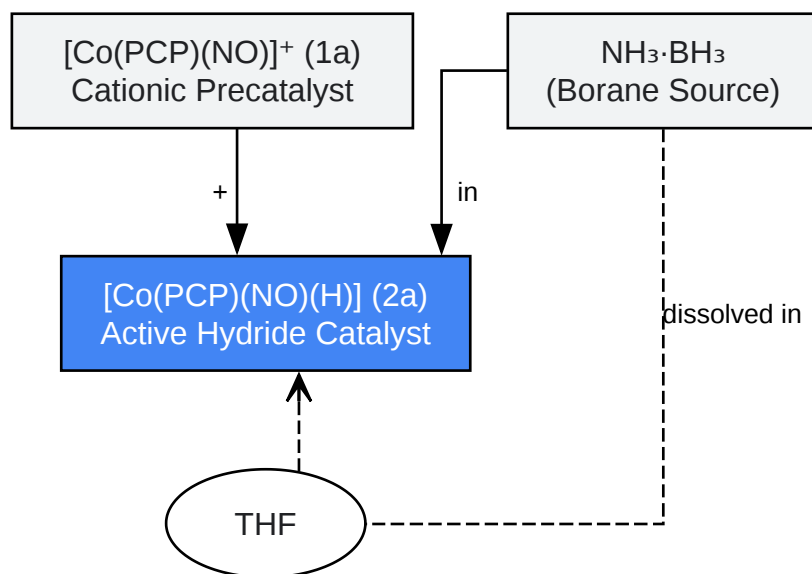 [Co(PCP)(NO)]⁺ (1a)
Cationic Precatalyst
NH₃·BH₃
(Borane Source)
+
in
[Co(PCP)(NO)(H)] (2a)
Active Hydride Catalyst
dissolved in
THF